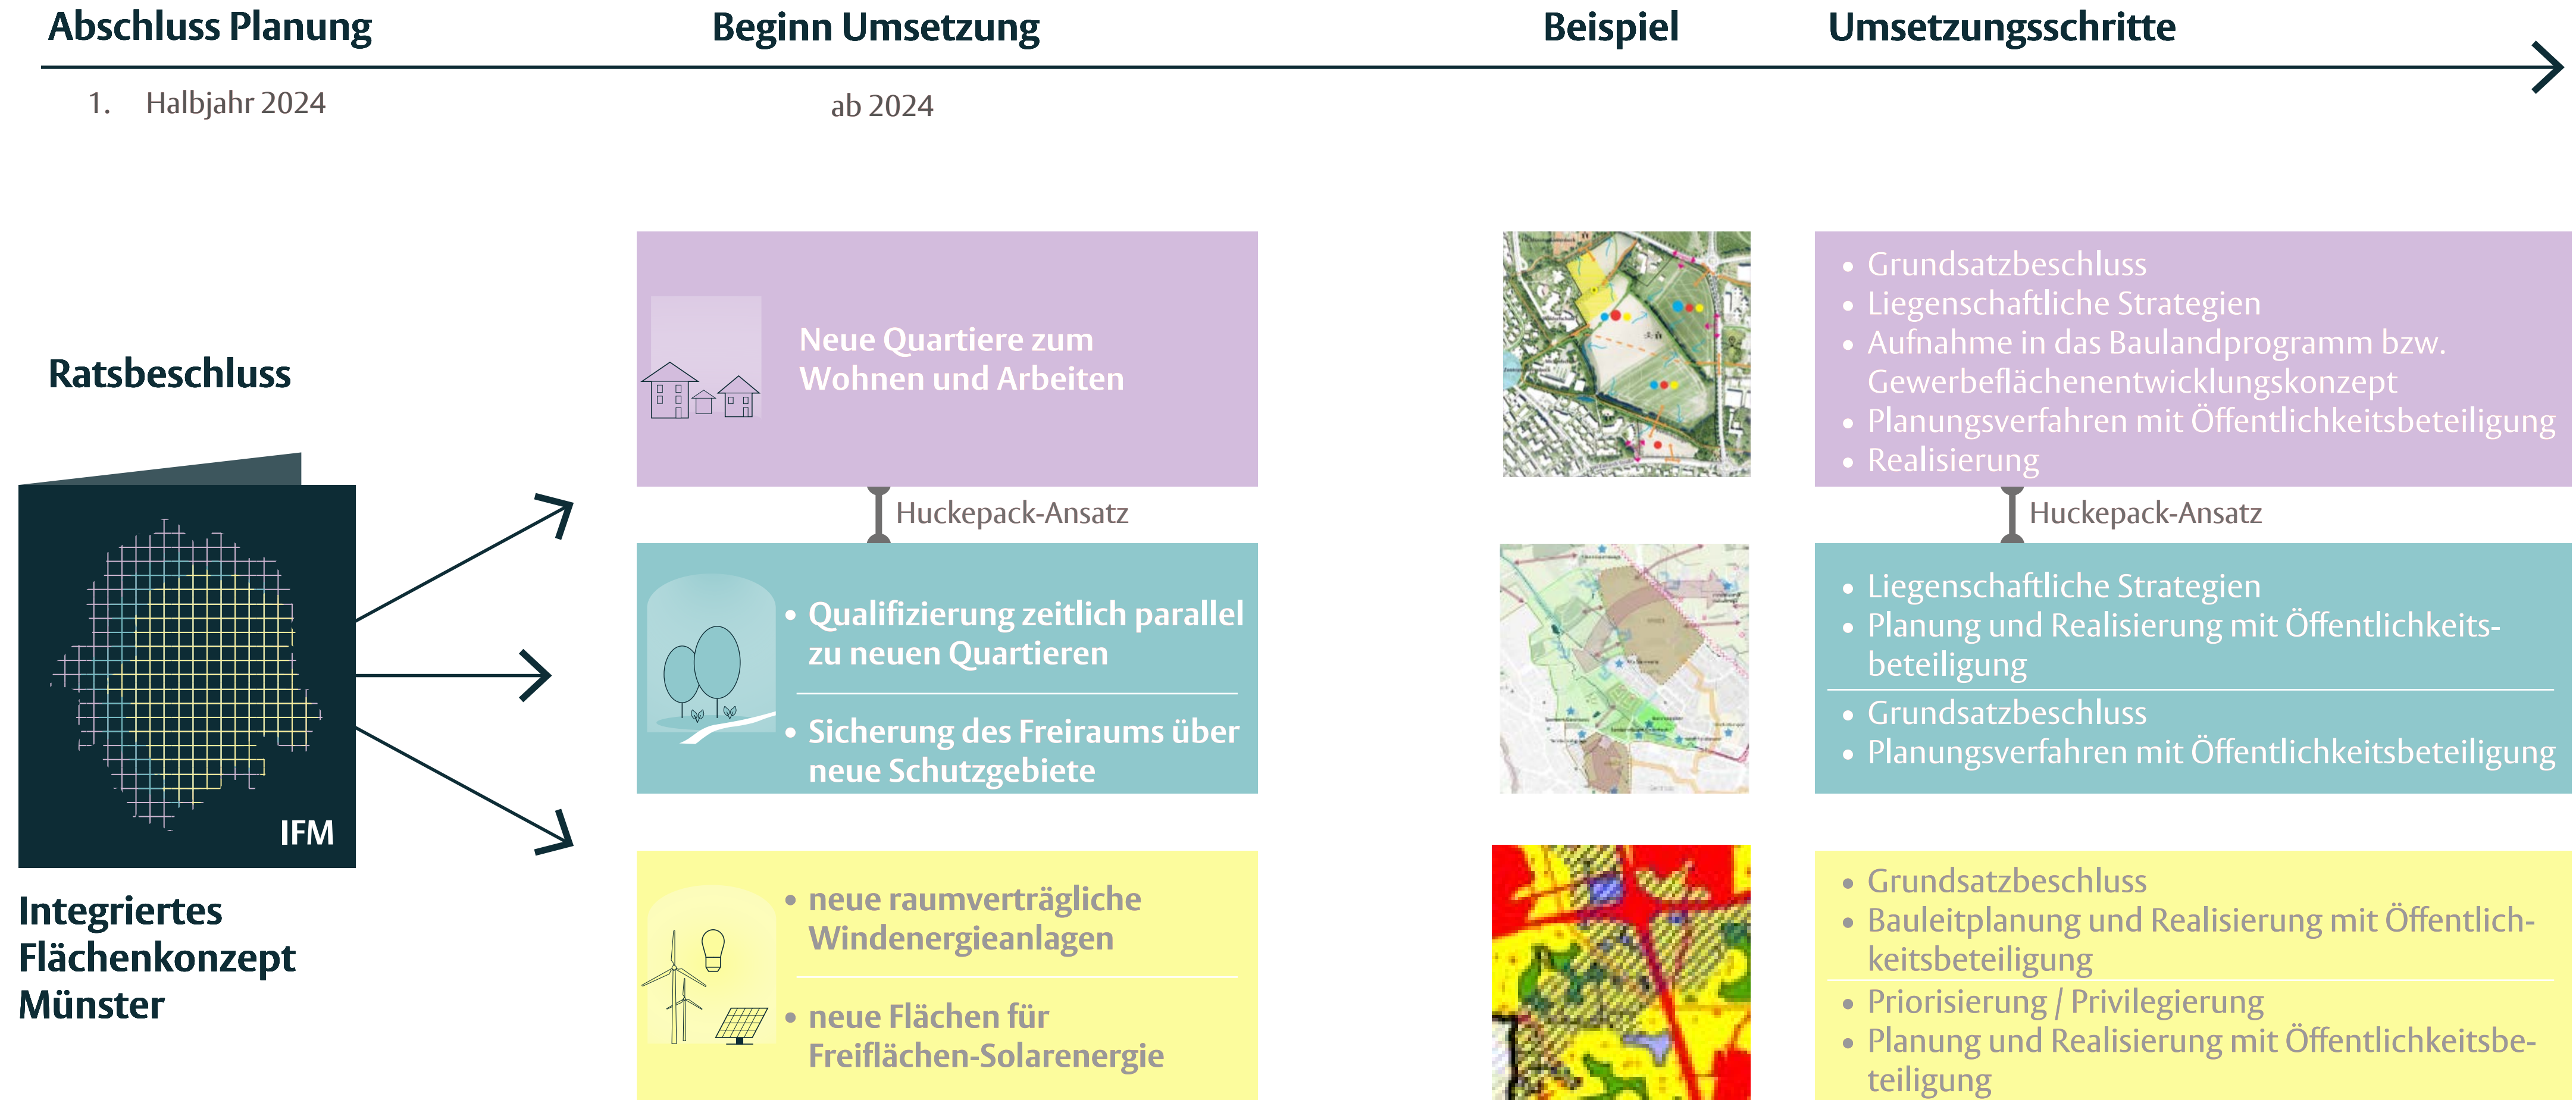 Abschluss Planung
Beginn Umsetzung
Beispiel
Umsetzungsschritte
1. Halbjahr 2024
ab 2024
Ratsbeschluss
IFM
Integriertes
Flächenkonzept
Münster
Neue Quartiere zum
Wohnen und Arbeiten
• Grundsatzbeschluss
• Liegenschaftliche Strategien
• Aufnahme in das Baulandprogramm bzw.
Gewerbeflächenentwicklungskonzept
• Planungsverfahren mit Öffentlichkeitsbeteiligung
• Realisierung
Huckepack-Ansatz
Huckepack-Ansatz
• Qualifizierung zeitlich parallel
zu neuen Quartieren
• Sicherung des Freiraums über
neue Schutzgebiete
• Liegenschaftliche Strategien
• Planung und Realisierung mit Öffentlichkeits-
beteiligung
• Grundsatzbeschluss
• Planungsverfahren mit Öffentlichkeitsbeteiligung
• neue raumverträgliche
Windenergieanlagen
• neue Flächen für
Freiflächen-Solarenergie
• Grundsatzbeschluss
• Bauleitplanung und Realisierung mit Öffentlich-
keitsbeteiligung
• Priorisierung / Privilegierung
• Planung und Realisierung mit Öffentlichkeitsbe-
teiligung